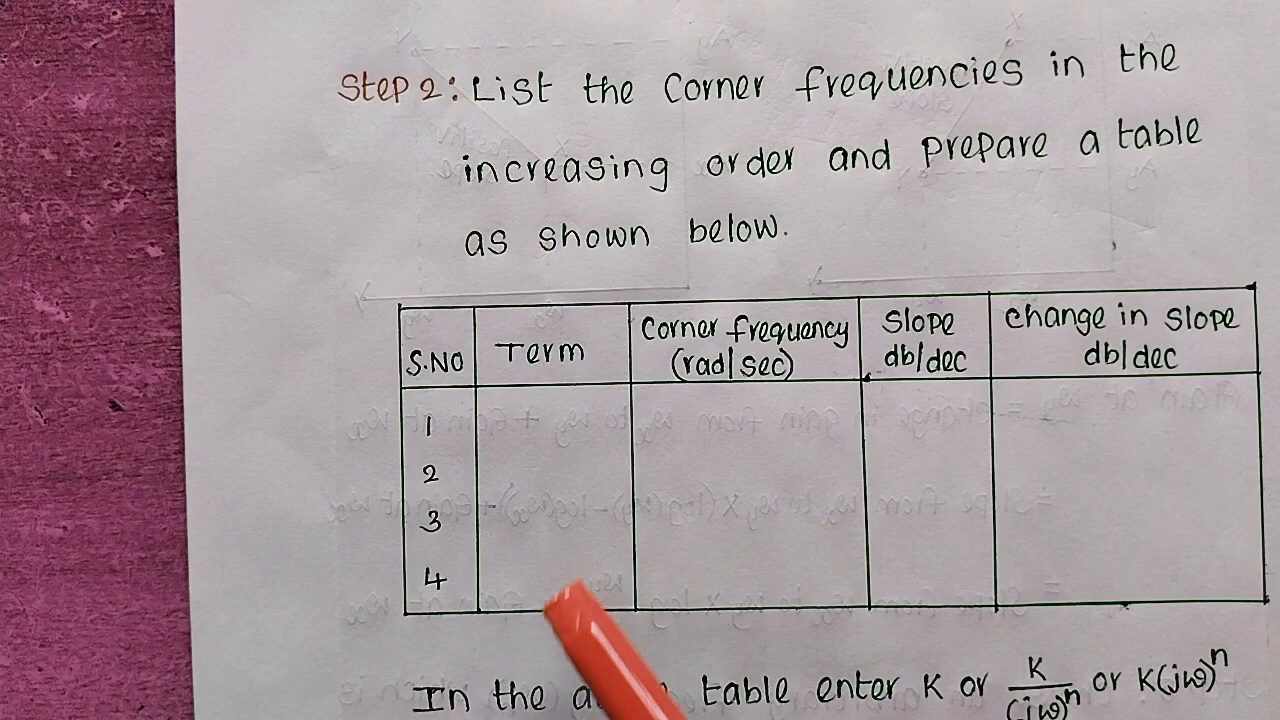 Step 2: List the Corner frequencies in the
increasing order and prepare a table
as shown below.
S.NO Term Corner frequency (rad/sec) Slope db/dec change in slope db/dec
1
2
3
4
In the table enter K or K/(jω)^n or K(jω)^n